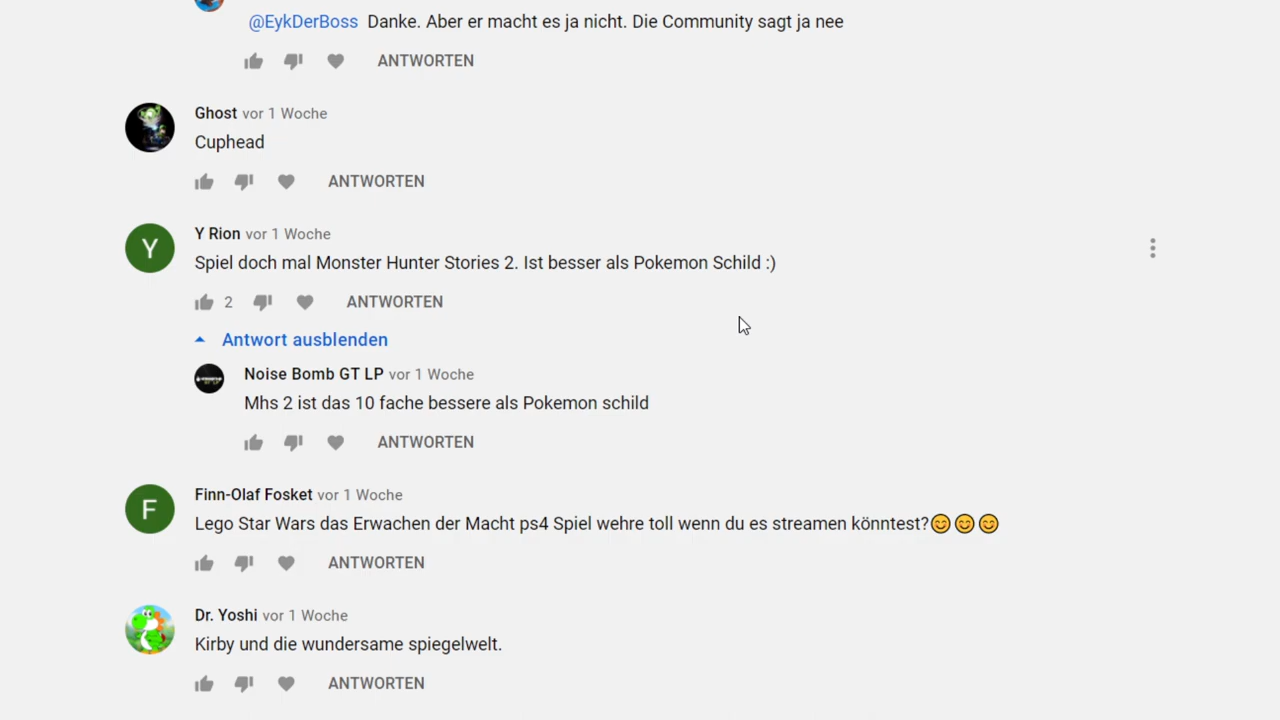 @EykDerBoss Danke. Aber er macht es ja nicht. Die Community sagt ja nee
ANTWORTEN
Ghost vor 1 Woche
Cuphead
ANTWORTEN
Y
Y Rion vor 1 Woche
Spiel doch mal Monster Hunter Stories 2. Ist besser als Pokemon Schild :)
2 ANTWORTEN
Antwort ausblenden
Noise Bomb GT LP vor 1 Woche
Mhs 2 ist das 10 fache bessere als Pokemon schild
ANTWORTEN
F
Finn-Olaf Fosket vor 1 Woche
Lego Star Wars das Erwachen der Macht ps4 Spiel wehre toll wenn du es streamen könntest?😊😊😊
ANTWORTEN
Dr. Yoshi vor 1 Woche
Kirby und die wundersame spiegelwelt.
ANTWORTEN